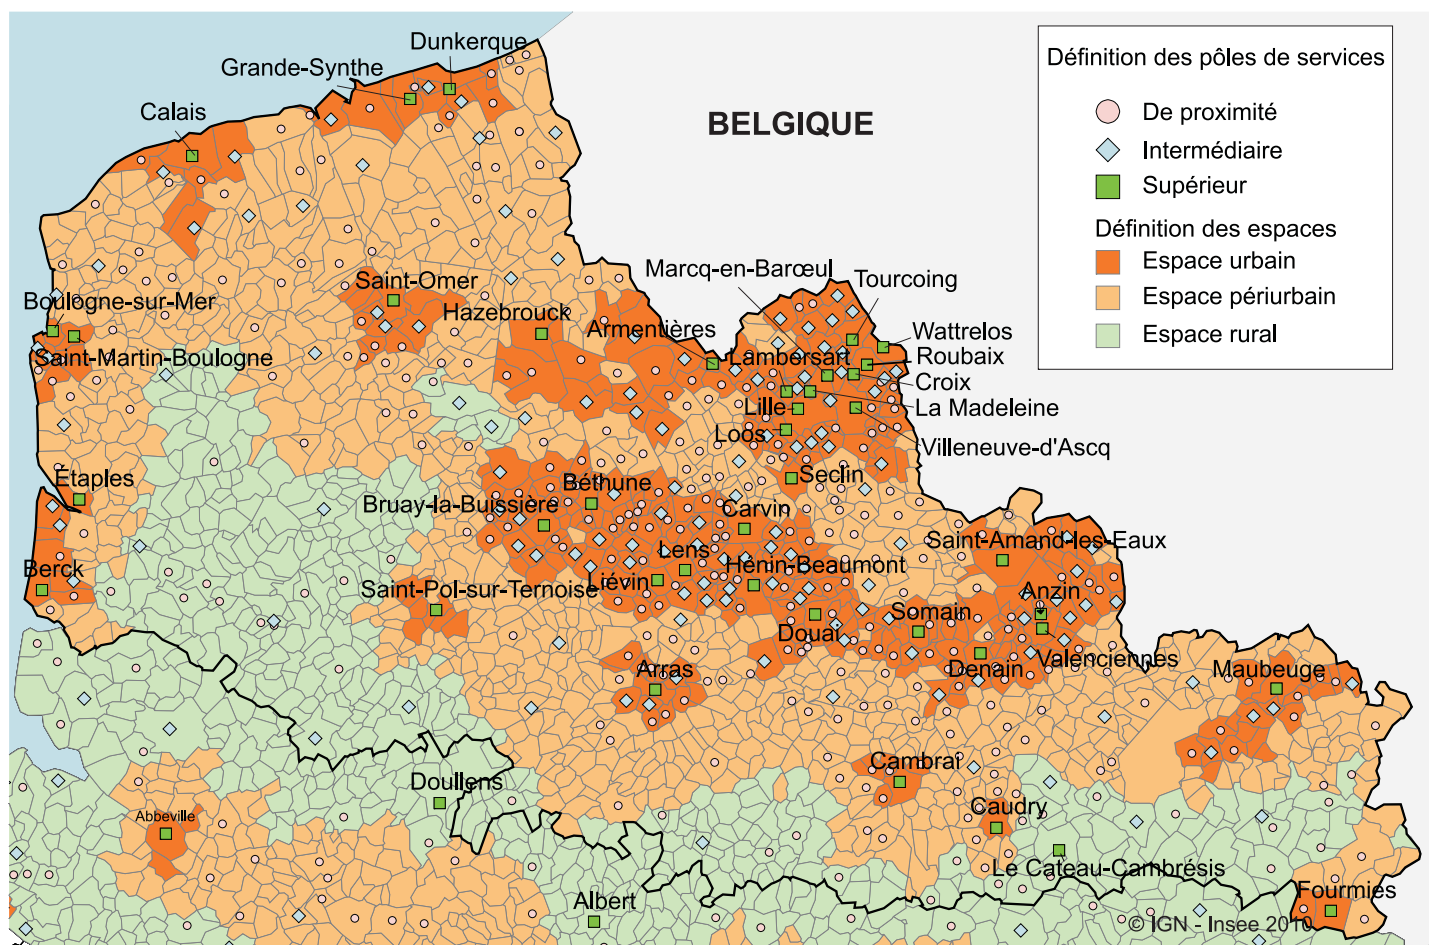 Dunkerque
Grande-Synthe
Calais
BELGIQUE
Définition des pôles de services
De proximité
Intermédiaire
Supérieur
Définition des espaces
Espace urbain
Espace périurbain
Espace rural
Marcq-en-Barœul
Tourcoing
Saint-Omer
Boulogne-sur-Mer
Hazebrouck
Armentières
Wattrelos
Saint-Martin-Boulogne
Lambersart
Roubaix
Croix
Lille
La Madeleine
Loos
Villeneuve-d'Ascq
Étaples
Béthune
Seclin
Bruay-la-Buissière
Carvin
Saint-Amand-les-Eaux
Berck
Lens
Liévin
Hénin-Beaumont
Saint-Pol-sur-Ternoise
Anzin
Somain
Douai
Valenciennes
Arras
Denain
Maubeuge
Cambrai
Doullens
Caudry
Abbeville
Le Cateau-Cambrésis
Albert
Fourmies
© IGN - Insee 2010